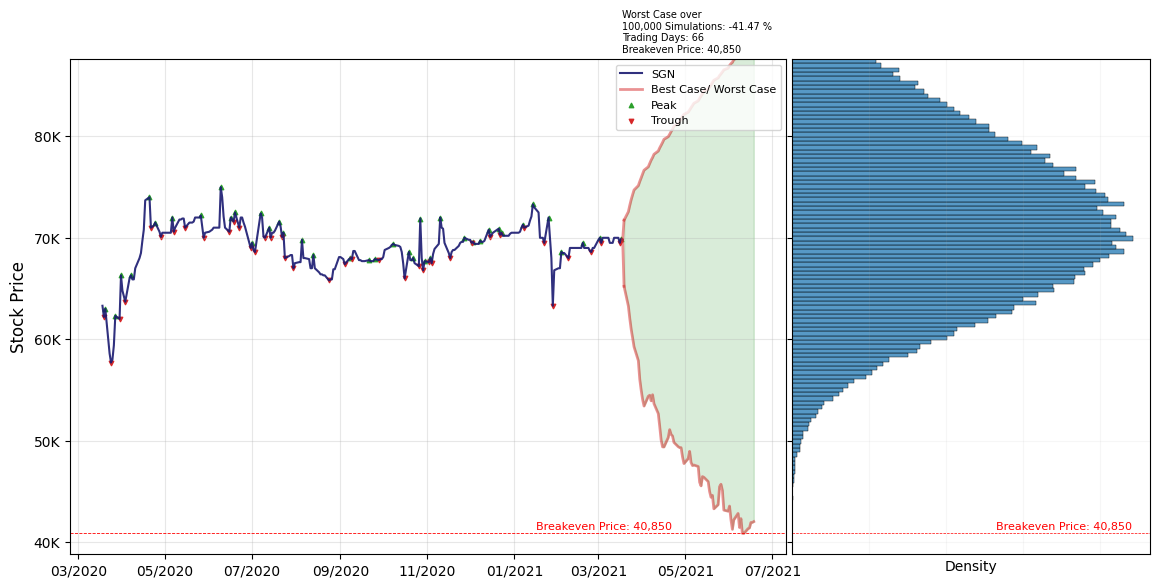 Worst Case over
100,000 Simulations: -41.47 %
Trading Days: 66
Breakeven Price: 40,850
SGN
Best Case/ Worst Case
Peak
Trough
Stock Price
80K
70K
60K
50K
40K
Breakeven Price: 40,850
Breakeven Price: 40,850
03/2020
05/2020
07/2020
09/2020
11/2020
01/2021
03/2021
05/2021
07/2021
Density